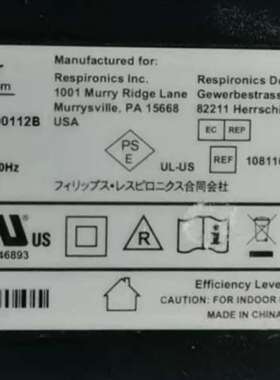 Manufactured for:
Respironics Inc.
1001 Murry Ridge Lane
Murrysville, PA 15668
USA
Respironics De
Gewerbestrass
82211 Herrschi
EC REP
REF
00112B
0Hz
PS
E
UL-US
フィリップス・レスピロニクス合同会社
US
46893
R
i
Efficiency Leve
CAUTION: FOR INDOOR
MADE IN CHINA